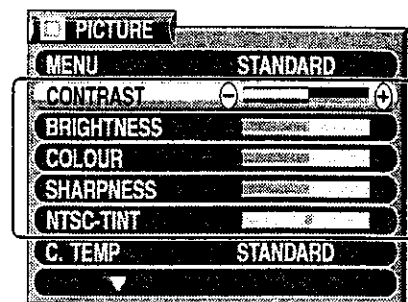 PICTURE
MENU STANDARD
CONTRAST - +
BRIGHTNESS
COLOUR
SHARPNESS
NTSC-TINT
C. TEMP STANDARD